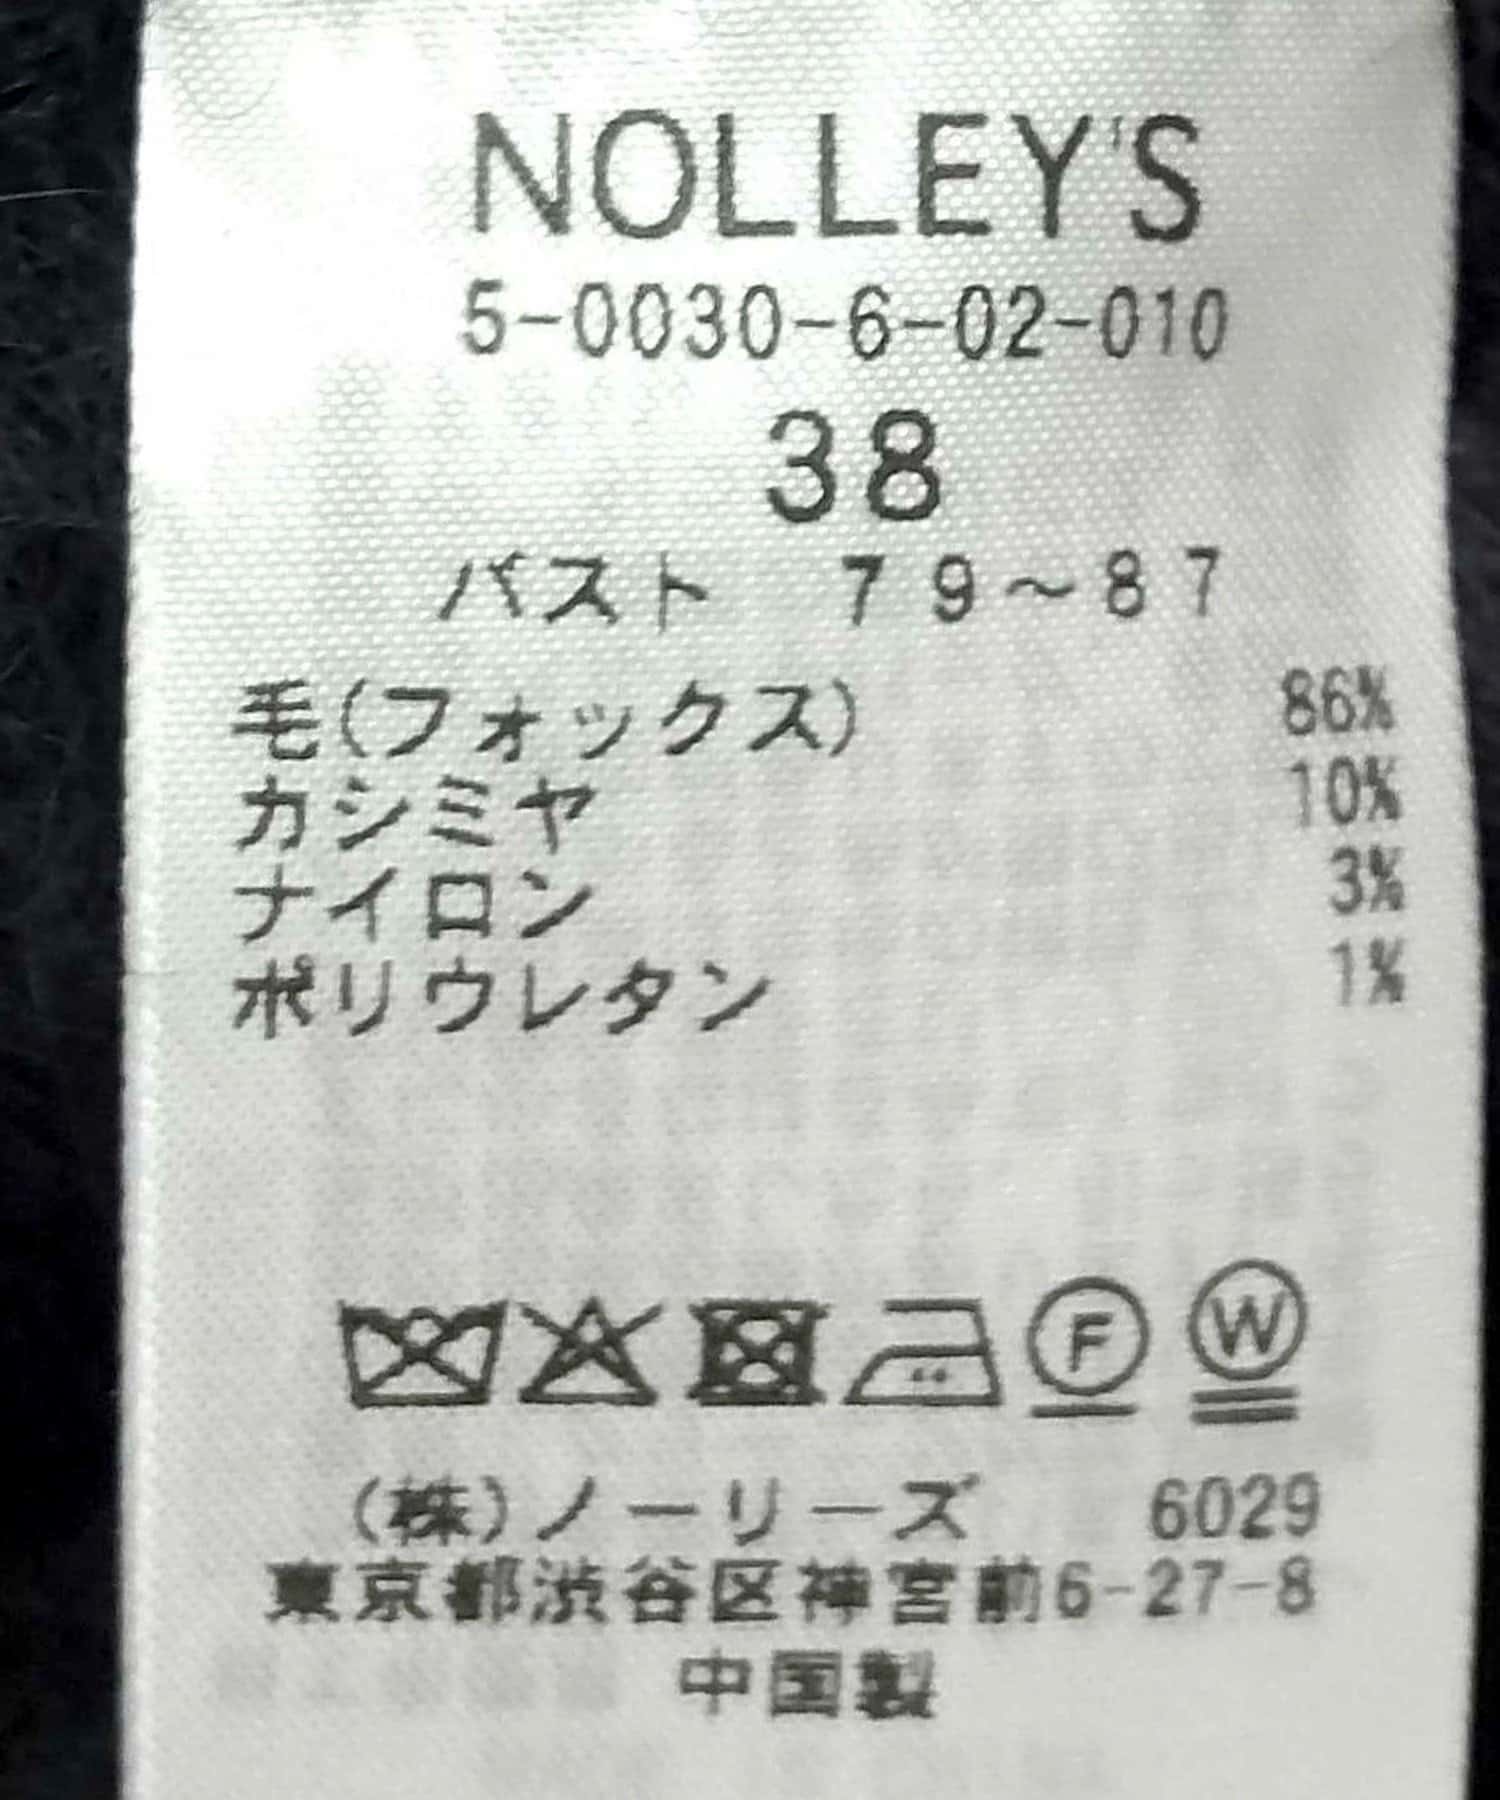 NOLLEY'S
5-0030-6-02-010
38
バスト 79～87
毛(フォックス) 86%
カシミヤ 10%
ナイロン 3%
ポリウレタン 1%
F W
(株)ノーリーズ 6029
東京都渋谷区神宮前6-27-8
中国製